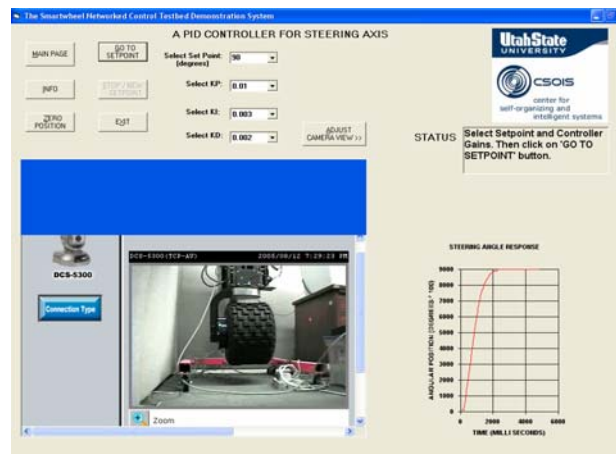 The Smartwheel Networked Control Testbed Demonstration System
A PID CONTROLLER FOR STEERING AXIS
MAIN PAGE
GO TO
SETPOINT
Select Set Point:
(degrees)
90
INFO
STOP / NEW
SETPOINT
Select KP:
0.01
Select KI:
0.003
ZERO
POSITION
EXIT
Select KD:
0.002
ADJUST
CAMERA VIEW >>
UtahState
UNIVERSITY
CSOIS
center for
self-organizing and
intelligent systems
STATUS
Select Setpoint and Controller
Gains. Then click on 'GO TO
SETPOINT' button.
DCS-5300
Connection Type
DCS-5300(TCP-AV)
2005/08/12 7:29:23 PM
Zoom
STEERING ANGLE RESPONSE
ANGULAR POSITION (DEGREES * 100)
9000
8000
7000
6000
5000
4000
3000
2000
1000
0
0 2000 4000 6000
TIME (MILLI SECONDS)